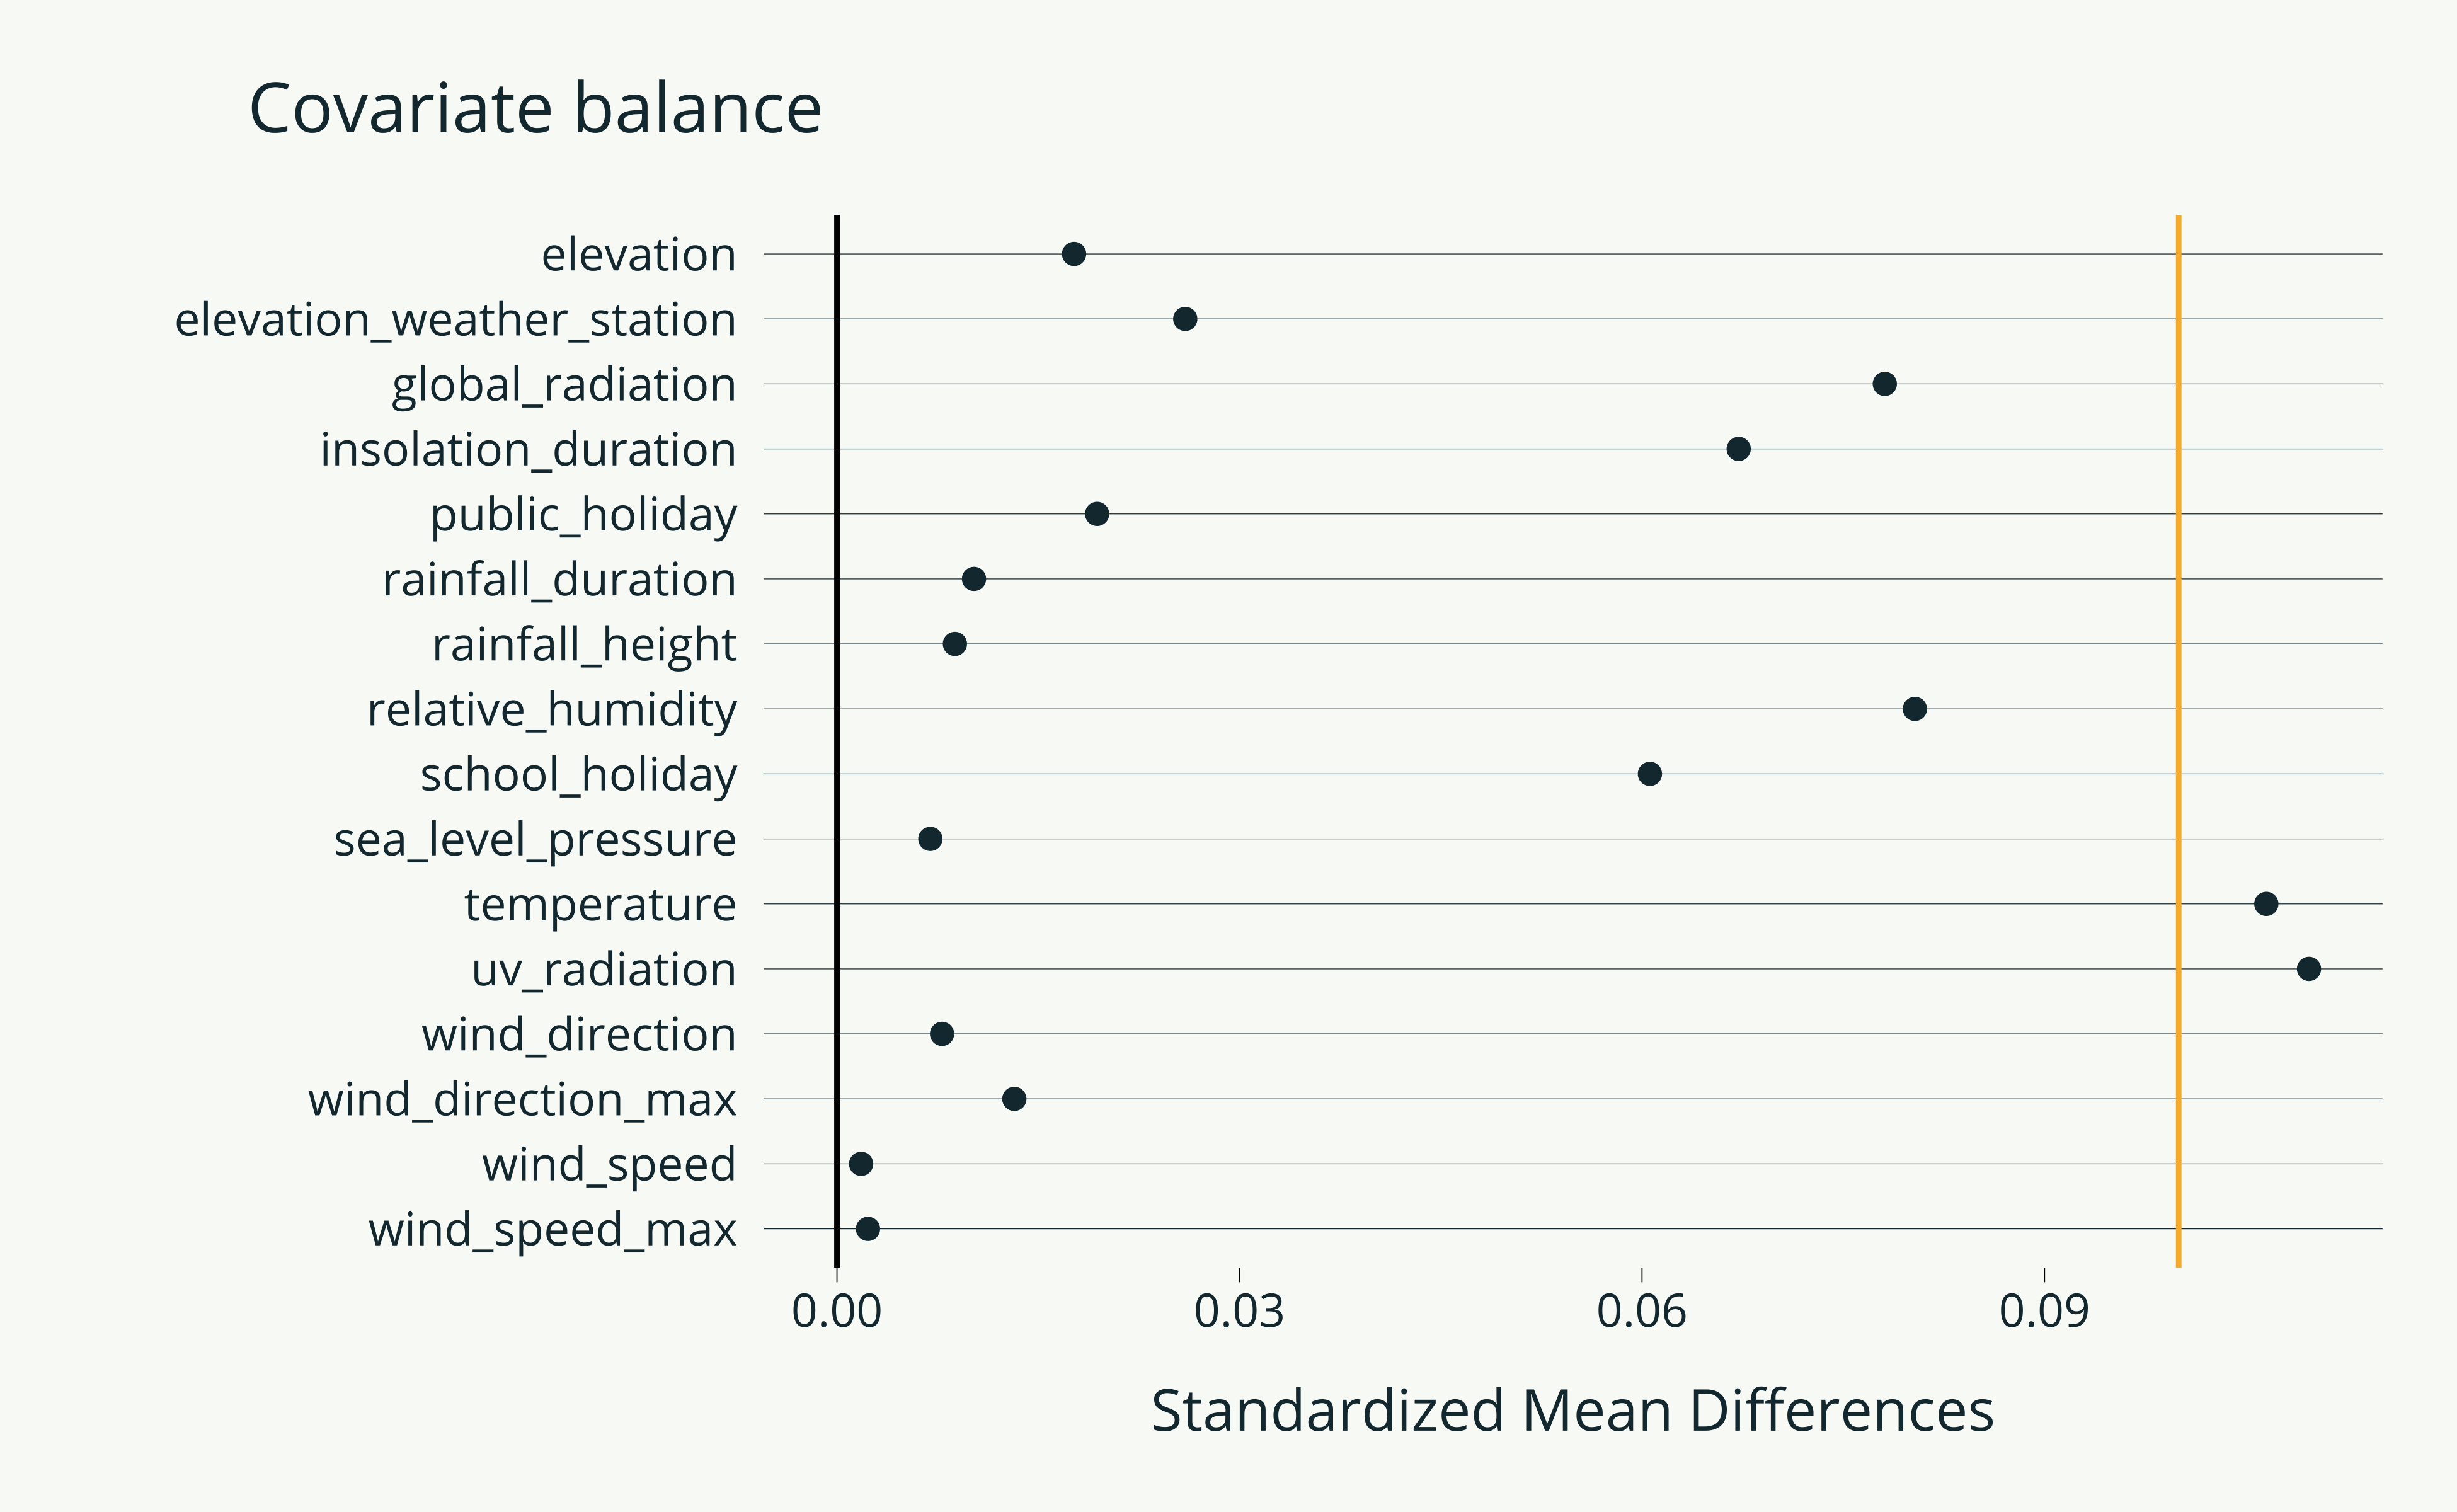 Covariate balance
elevation
elevation_weather_station
global_radiation
insolation_duration
public_holiday
rainfall_duration
rainfall_height
relative_humidity
school_holiday
sea_level_pressure
temperature
uv_radiation
wind_direction
wind_direction_max
wind_speed
wind_speed_max
0.00 0.03 0.06 0.09
Standardized Mean Differences